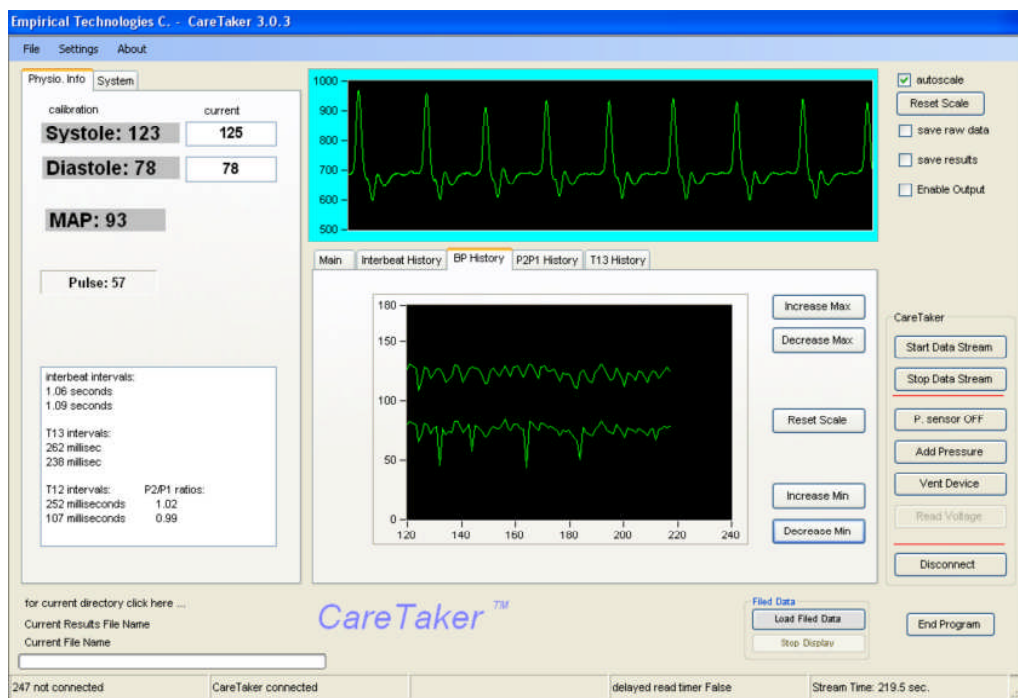 Empirical Technologies C. - CareTaker 3.0.3
File Settings About
Physio. Info System
calibration current
Systole: 123 125
Diastole: 78 78
MAP: 93
Pulse: 57
interbeat intervals:
1.06 seconds
1.09 seconds
T13 intervals:
262 millisec
238 millisec
T12 intervals: P2/P1 ratios:
252 milliseconds 1.02
107 milliseconds 0.99
1000
900
800
700
600
500
autoscale
Reset Scale
save raw data
save results
Enable Output
Main Interbeat History BP History P2P1 History T13 History
180
150
100
50
0
120 140 160 180 200 220 240
Increase Max
Decrease Max
Reset Scale
Increase Min
Decrease Min
CareTaker
Start Data Stream
Stop Data Stream
P. sensor OFF
Add Pressure
Vent Device
Read Voltage
Disconnect
for current directory click here ...
Current Results File Name
Current File Name
CareTaker TM
Filed Data
Load Filed Data
Stop Display
End Program
247 not connected CareTaker connected delayed read timer False Stream Time: 219.5 sec.